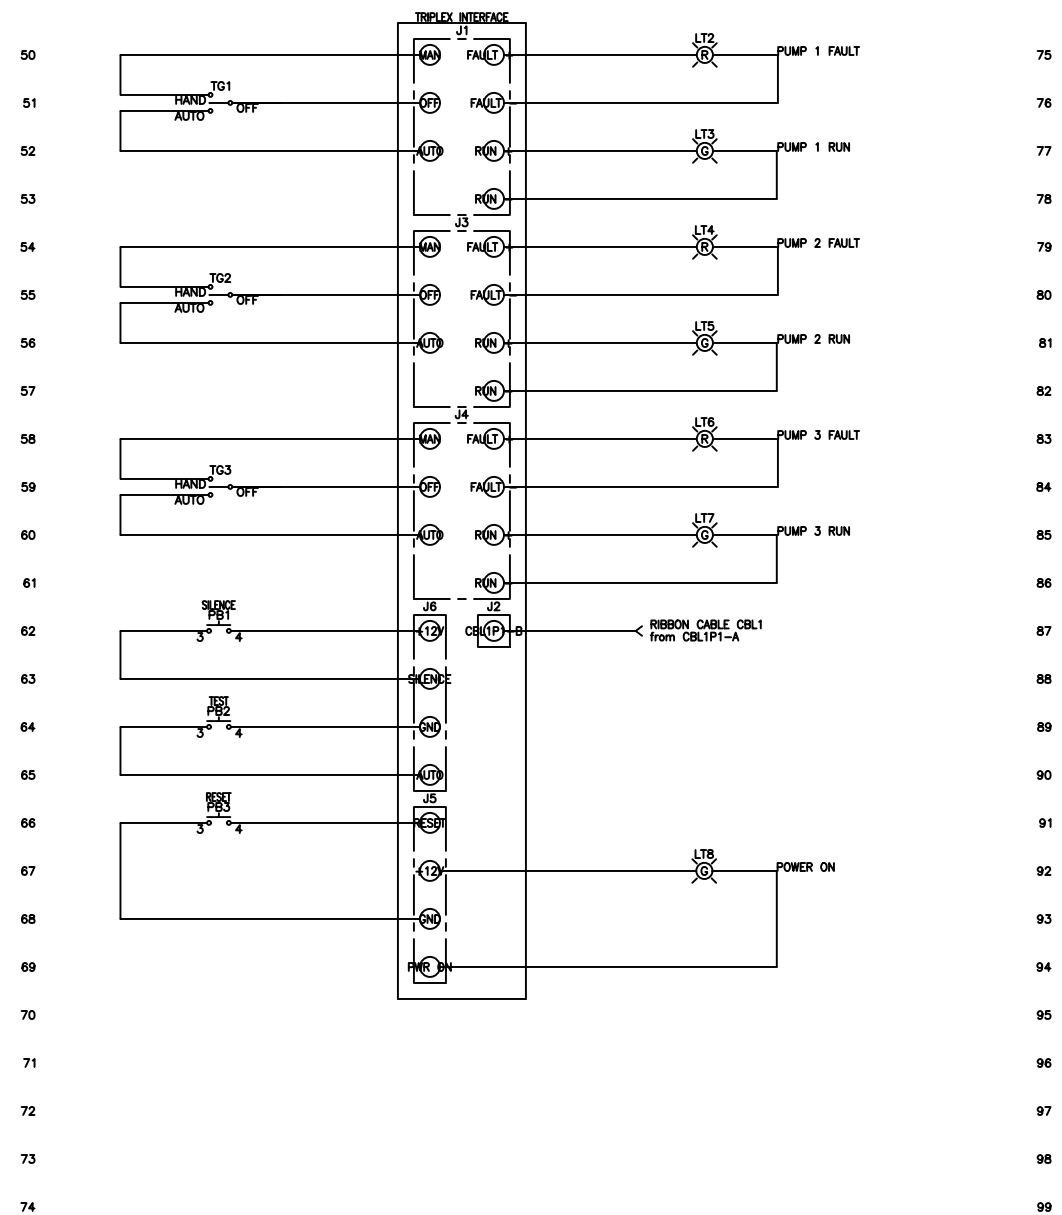 TRIPLEX INTERFACE
J1
50 MAN FAULT LT2 R PUMP 1 FAULT 75
TG1
51 HAND OFF OFF FAULT 76
AUTO
52 AUTO RUN LT3 G PUMP 1 RUN 77
53 RUN 78
J3
54 MAN FAULT LT4 R PUMP 2 FAULT 79
TG2
55 HAND OFF OFF FAULT 80
AUTO
56 AUTO RUN LT5 G PUMP 2 RUN 81
57 RUN 82
J4
58 MAN FAULT LT6 R PUMP 3 FAULT 83
TG3
59 HAND OFF OFF FAULT 84
AUTO
60 AUTO RUN LT7 G PUMP 3 RUN 85
61 RUN 86
SILENCE J6 J2
PB1
62 3 4 +12V CBL1P1-B RIBBON CABLE CBL1 87
from CBL1P1-A
63 SILENCE 88
TEST
PB2
64 3 4 GND 89
65 AUTO 90
RESET J5
PB3
66 3 4 RESET 91
LT8
67 +12V G POWER ON 92
68 GND 93
69 PWR ON 94
70 95
71 96
72 97
73 98
74 99